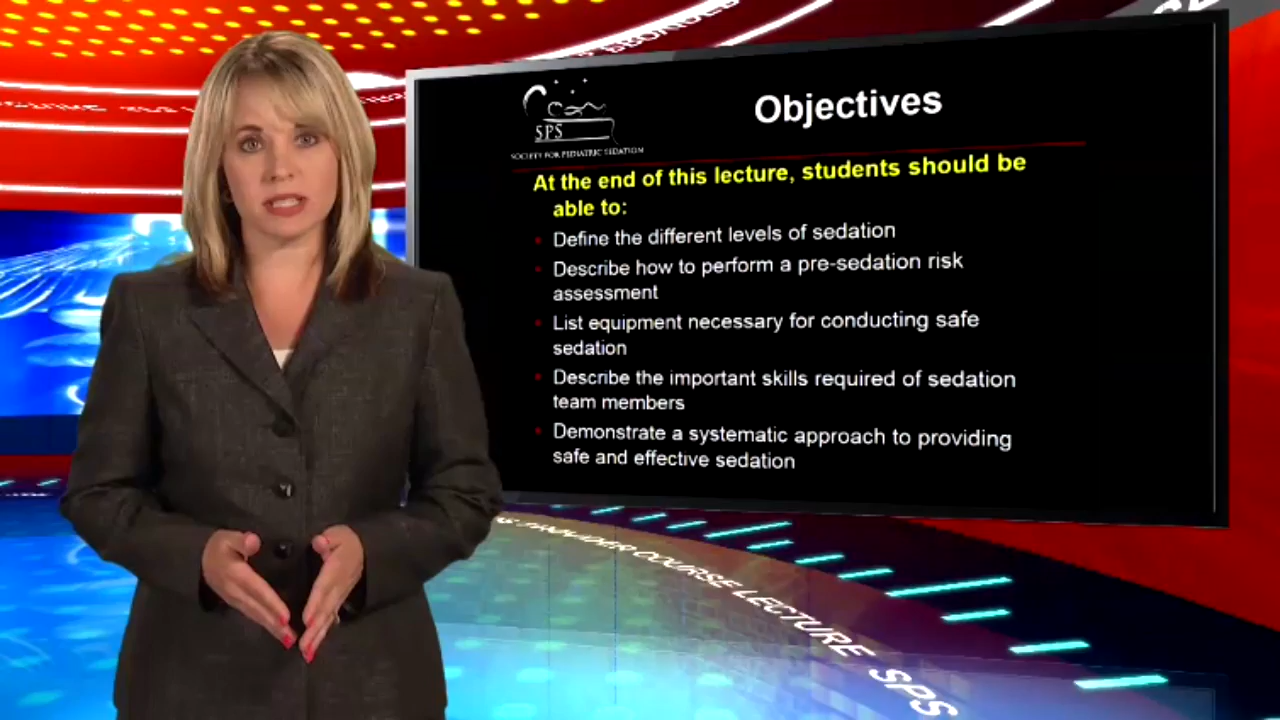 Objectives
SPS
SOCIETY FOR PEDIATRIC SEDATION
At the end of this lecture, students should be
able to:
Define the different levels of sedation
Describe how to perform a pre-sedation risk
assessment
List equipment necessary for conducting safe
sedation
Describe the important skills required of sedation
team members
Demonstrate a systematic approach to providing
safe and effective sedation
PROVIDER COURSE LECTURE SPS